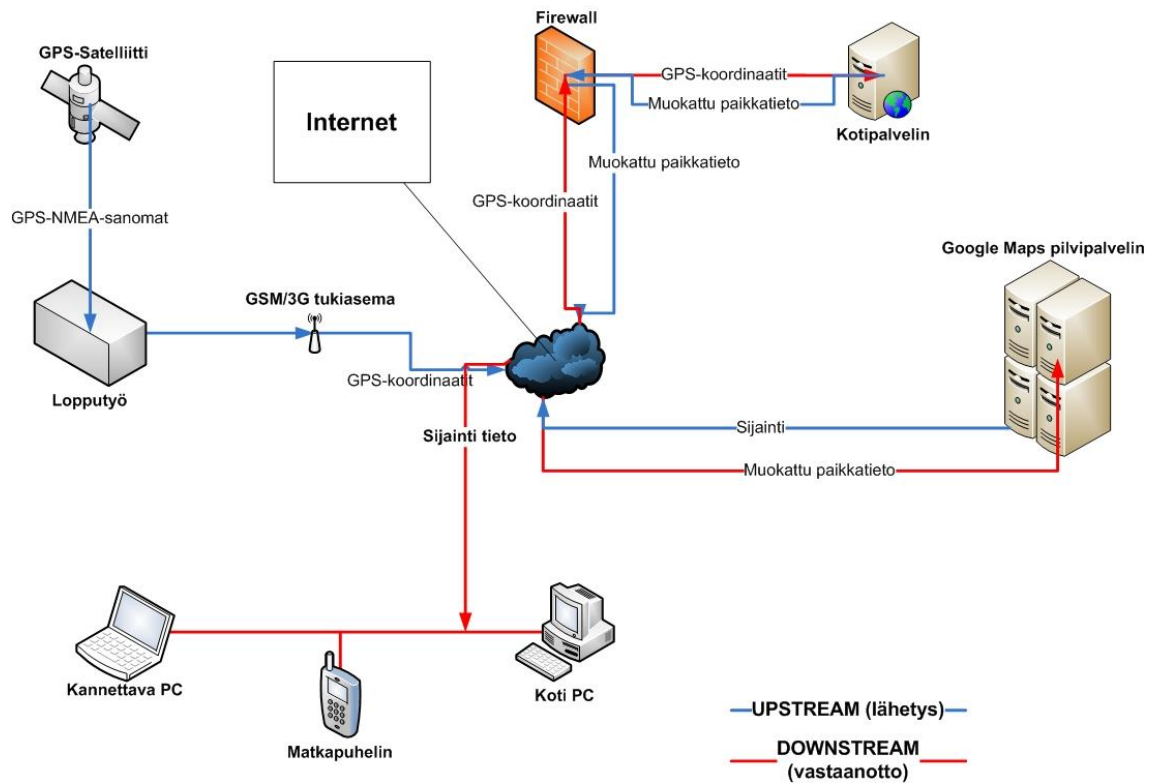 Firewall
GPS-Satelliitti
GPS-koordinaatit
Muokattu paikkatieto
Internet
Kotipalvelin
Muokattu paikkatieto
GPS-koordinaatit
GPS-NMEA-sanomat
Google Maps pilvipalvelin
GSM/3G tukiasema
GPS-koordinaatit
Lopputyö
Sijainti tieto
Sijainti
Muokattu paikkatieto
Kannettava PC
Koti PC
Matkapuhelin
UPSTREAM (lähetys)
DOWNSTREAM
(vastaanotto)